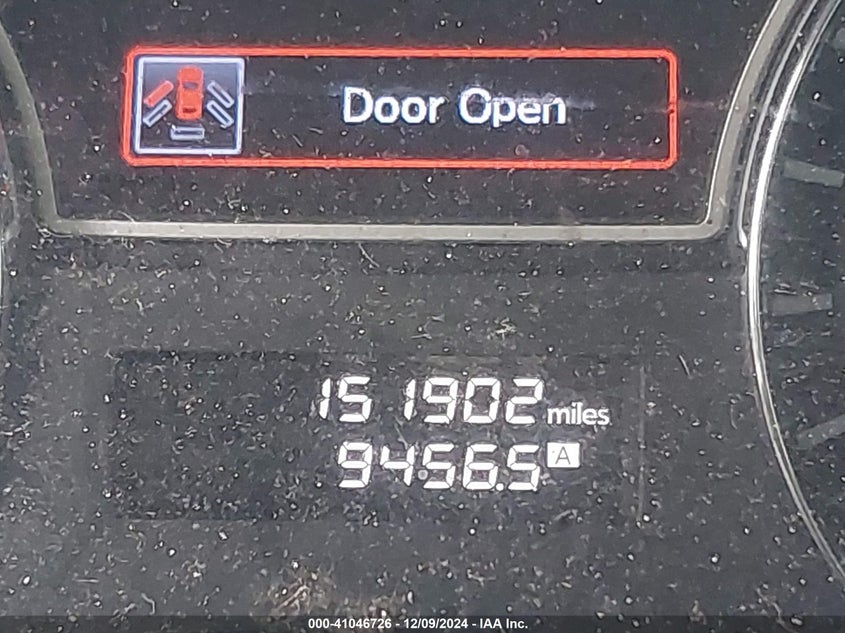 Door Open
151902 miles
9456.5 A
000-41046726 - 12/09/2024 - IAA Inc.